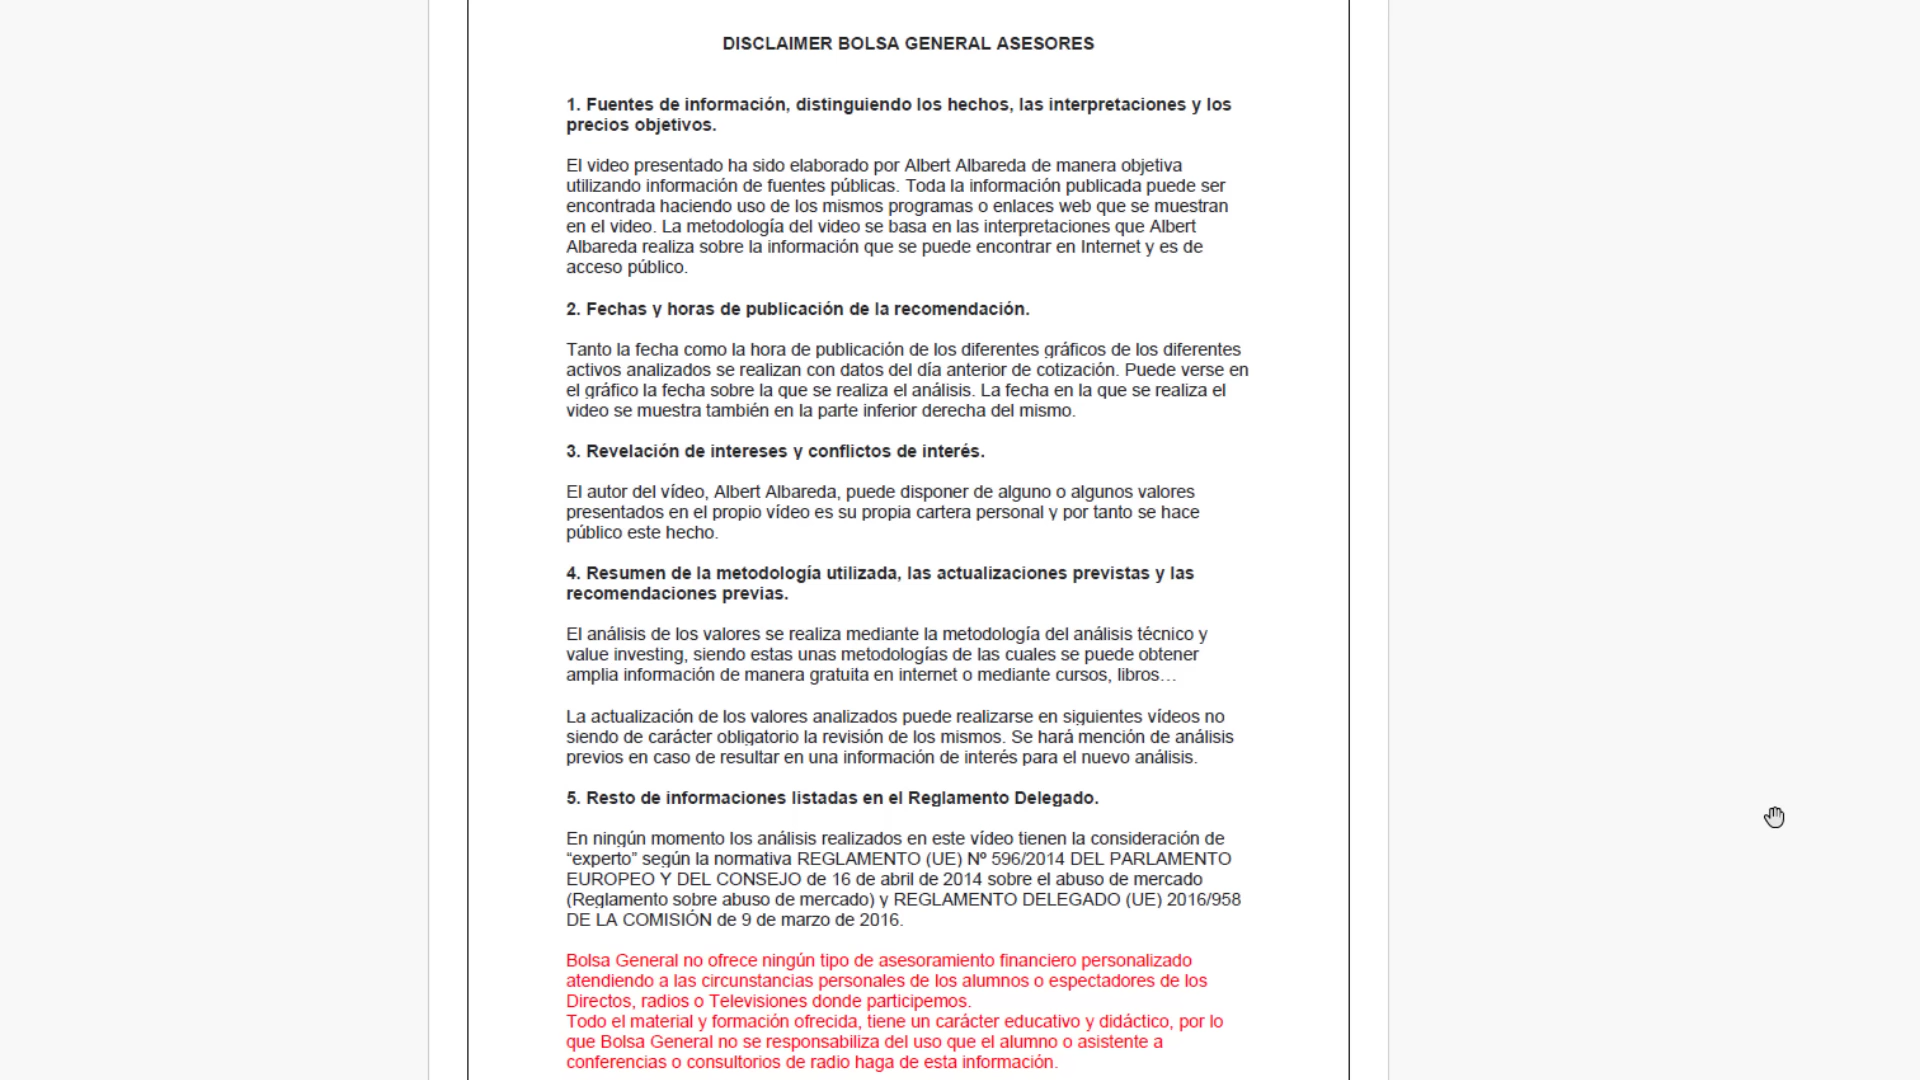 DISCLAIMER BOLSA GENERAL ASESORES
1. Fuentes de información, distinguiendo los hechos, las interpretaciones y los
precios objetivos.
El video presentado ha sido elaborado por Albert Albareda de manera objetiva
utilizando información de fuentes públicas. Toda la información publicada puede ser
encontrada haciendo uso de los mismos programas o enlaces web que se muestran
en el video. La metodología del video se basa en las interpretaciones que Albert
Albareda realiza sobre la información que se puede encontrar en Internet y es de
acceso público.
2. Fechas y horas de publicación de la recomendación.
Tanto la fecha como la hora de publicación de los diferentes gráficos de los diferentes
activos analizados se realizan con datos del día anterior de cotización. Puede verse en
el gráfico la fecha sobre la que se realiza el análisis. La fecha en la que se realiza el
video se muestra también en la parte inferior derecha del mismo.
3. Revelación de intereses y conflictos de interés.
El autor del vídeo, Albert Albareda, puede disponer de alguno o algunos valores
presentados en el propio vídeo es su propia cartera personal y por tanto se hace
público este hecho.
4. Resumen de la metodología utilizada, las actualizaciones previstas y las
recomendaciones previas.
El análisis de los valores se realiza mediante la metodología del análisis técnico y
value investing, siendo estas unas metodologías de las cuales se puede obtener
amplia información de manera gratuita en internet o mediante cursos, libros…
La actualización de los valores analizados puede realizarse en siguientes vídeos no
siendo de carácter obligatorio la revisión de los mismos. Se hará mención de análisis
previos en caso de resultar en una información de interés para el nuevo análisis.
5. Resto de informaciones listadas en el Reglamento Delegado.
En ningún momento los análisis realizados en este vídeo tienen la consideración de
“experto” según la normativa REGLAMENTO (UE) Nº 596/2014 DEL PARLAMENTO
EUROPEO Y DEL CONSEJO de 16 de abril de 2014 sobre el abuso de mercado
(Reglamento sobre abuso de mercado) y REGLAMENTO DELEGADO (UE) 2016/958
DE LA COMISIÓN de 9 de marzo de 2016.
Bolsa General no ofrece ningún tipo de asesoramiento financiero personalizado
atendiendo a las circunstancias personales de los alumnos o espectadores de los
Directos, radios o Televisiones donde participemos.
Todo el material y formación ofrecida, tiene un carácter educativo y didáctico, por lo
que Bolsa General no se responsabiliza del uso que el alumno o asistente a
conferencias o consultorios de radio haga de esta información.